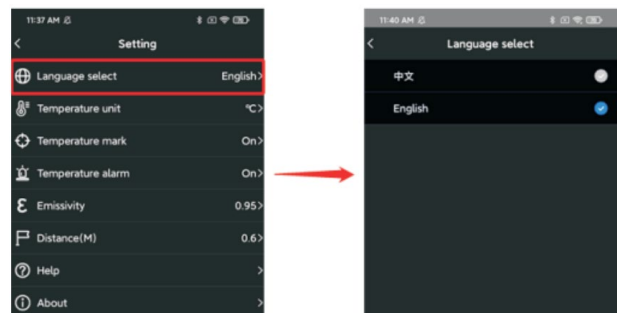 11:37 AM
Setting
Language select English>
Temperature unit °C>
Temperature mark On>
Temperature alarm On>
Emissivity 0.95>
Distance(M) 0.6>
Help >
About >
11:40 AM
Language select
中文
English